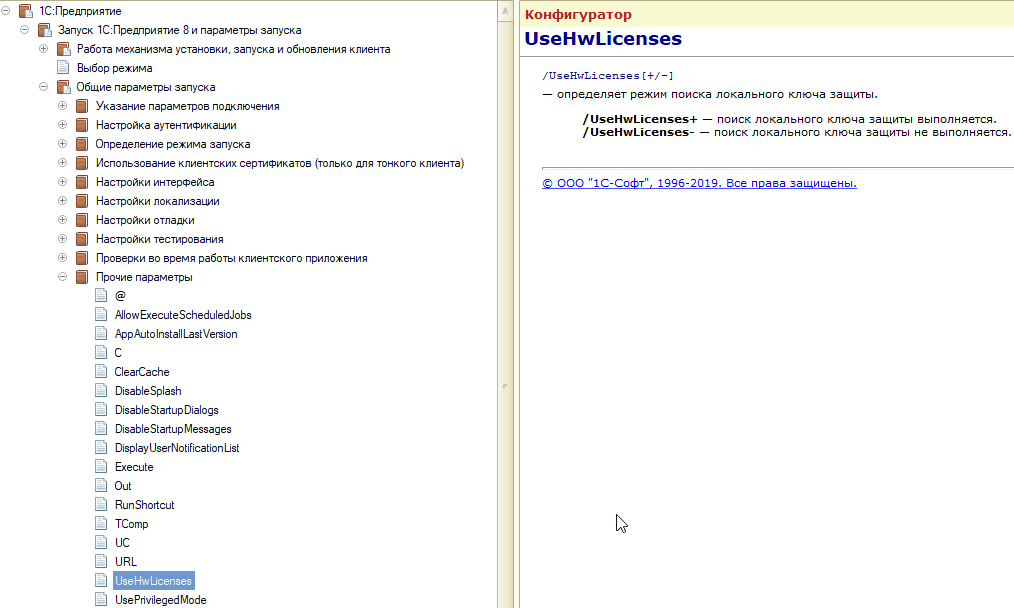 1С:Предприятие
Запуск 1С:Предприятие 8 и параметры запуска
Работа механизма установки, запуска и обновления клиента
Выбор режима
Общие параметры запуска
Указание параметров подключения
Настройка аутентификации
Определение режима запуска
Использование клиентских сертификатов (только для тонкого клиента)
Настройки интерфейса
Настройки локализации
Настройки отладки
Настройки тестирования
Проверки во время работы клиентского приложения
Прочие параметры
@
AllowExecuteScheduledJobs
AppAutoInstallLastVersion
C
ClearCache
DisableSplash
DisableStartupDialogs
DisableStartupMessages
DisplayUserNotificationList
Execute
Out
RunShortcut
TComp
UC
URL
UseHwLicenses
UsePrivilegedMode
Конфигуратор
UseHwLicenses
/UseHwLicenses[+/-]
— определяет режим поиска локального ключа защиты.
/UseHwLicenses+ — поиск локального ключа защиты выполняется.
/UseHwLicenses- — поиск локального ключа защиты не выполняется.
© ООО "1С-Софт", 1996-2019. Все права защищены.